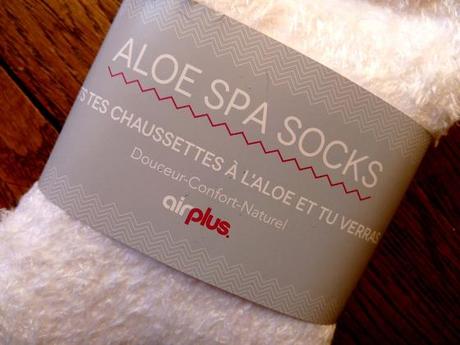 ALOE SPA SOCKS
TES CHAUSSETTES À L'ALOE ET TU VERRAS
Douceur-Confort-Naturel
airplus.